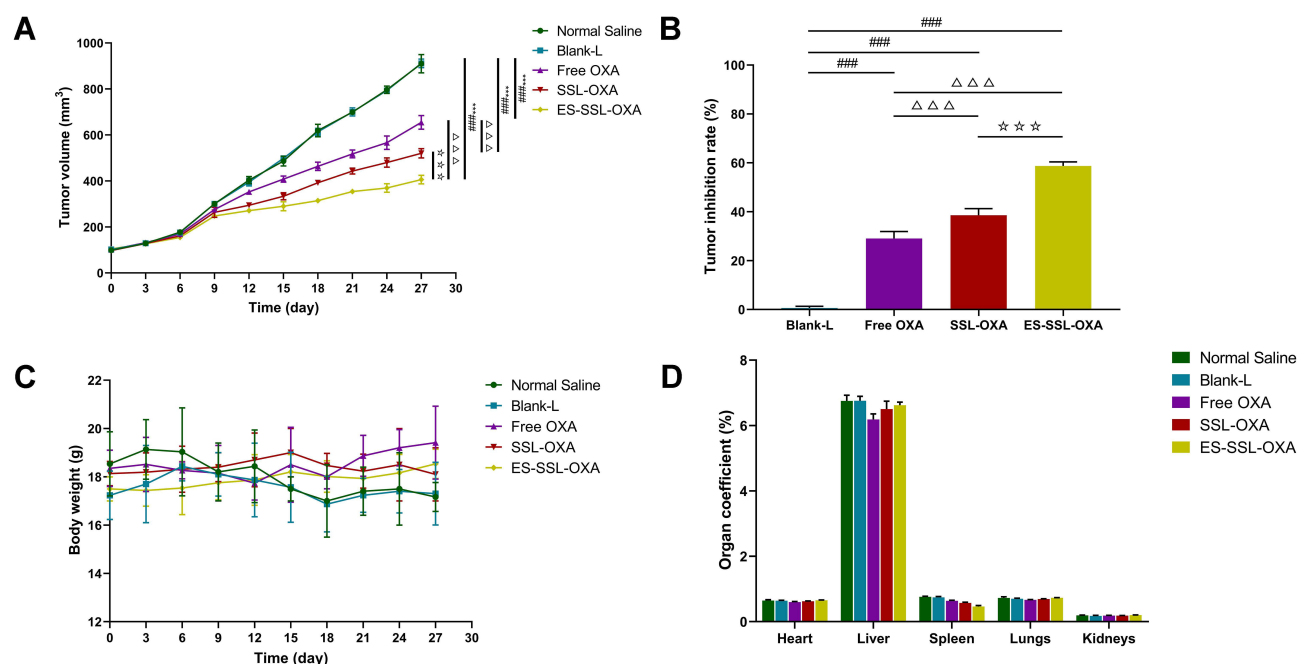 A
Normal Saline
Blank-L
Free OXA
SSL-OXA
ES-SSL-OXA
Tumor volume (mm³)
1000
800
600
400
200
0
0 3 6 9 12 15 18 21 24 27 30
Time (day)
☆☆☆
△△△
###***
△△△
###***
###***
B
###
###
###
△△△
△△△
☆☆☆
Tumor inhibition rate (%)
100
80
60
40
20
0
Blank-L Free OXA SSL-OXA ES-SSL-OXA
C
Normal Saline
Blank-L
Free OXA
SSL-OXA
ES-SSL-OXA
Body weight (g)
22
20
18
16
14
12
0 3 6 9 12 15 18 21 24 27 30
Time (day)
D
Normal Saline
Blank-L
Free OXA
SSL-OXA
ES-SSL-OXA
Organ coefficient (%)
8
6
4
2
0
Heart Liver Spleen Lungs Kidneys